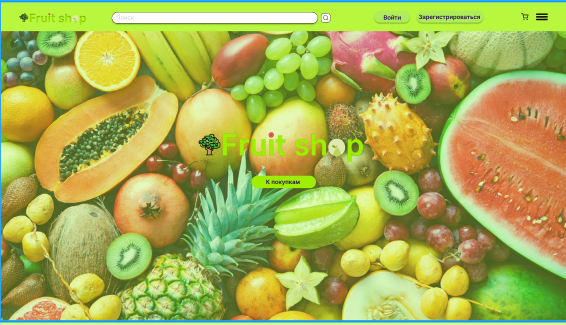 Fruit shop
Поиск
Войти
Зарегистрироваться
Fruit shop
К покупкам